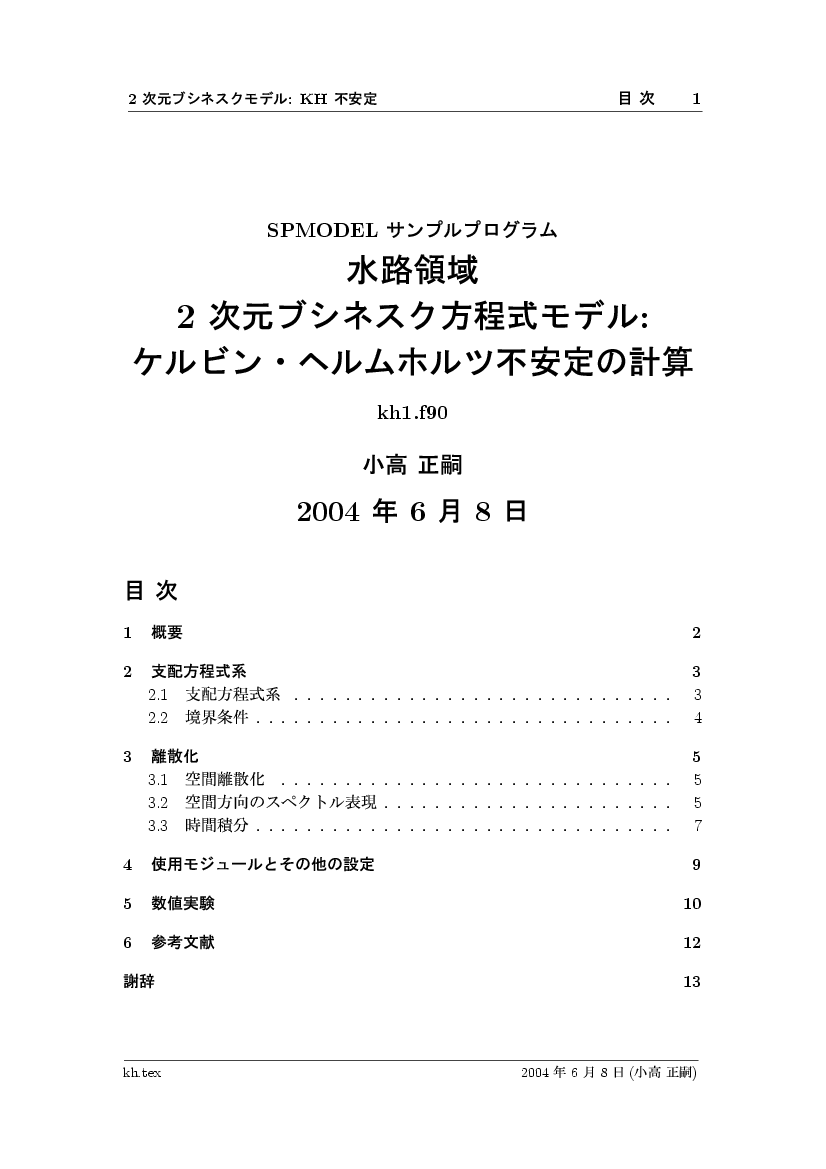 2 次元ブシネスクモデル: KH 不安定 目 次 1
SPMODEL サンプルプログラム
水路領域
2 次元ブシネスク方程式モデル:
ケルビン・ヘルムホルツ不安定の計算
kh1.f90
小高 正嗣
2004 年 6 月 8 日
目 次
1 概要 2
2 支配方程式系 3
2.1 支配方程式系 . . . . . . . . . . . . . . . . . . . . . . . . . . . . . . 3
2.2 境界条件 . . . . . . . . . . . . . . . . . . . . . . . . . . . . . . . . . 4
3 離散化 5
3.1 空間離散化 . . . . . . . . . . . . . . . . . . . . . . . . . . . . . . . 5
3.2 空間方向のスペクトル表現 . . . . . . . . . . . . . . . . . . . . . . . 5
3.3 時間積分 . . . . . . . . . . . . . . . . . . . . . . . . . . . . . . . . . 7
4 使用モジュールとその他の設定 9
5 数値実験 10
6 参考文献 12
謝辞 13
kh.tex 2004 年 6 月 8 日 (小高 正嗣)